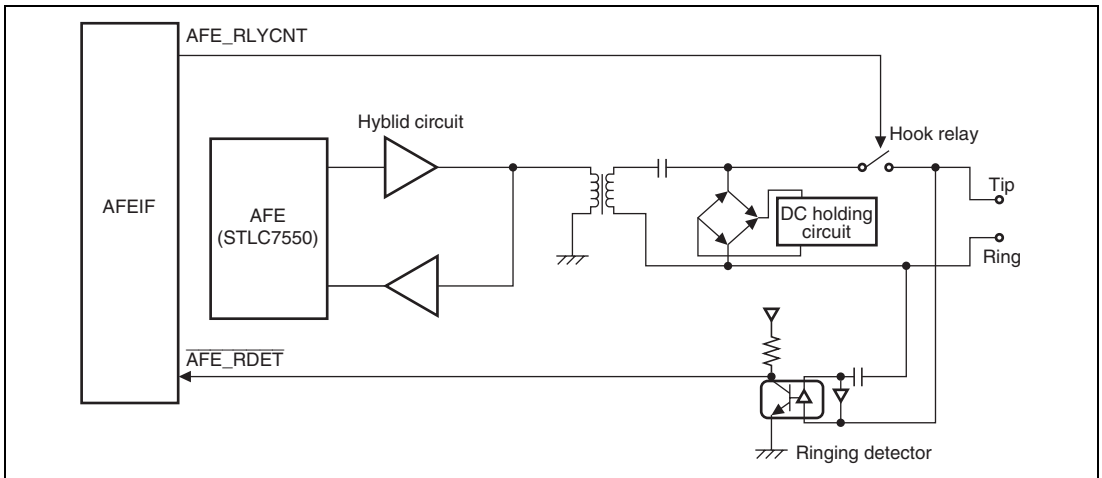 AFE_RLYCNT
Hyblid circuit
Hook relay
AFEIF
AFE
(STLC7550)
DC holding
circuit
Tip
Ring
AFE_RDET
Ringing detector